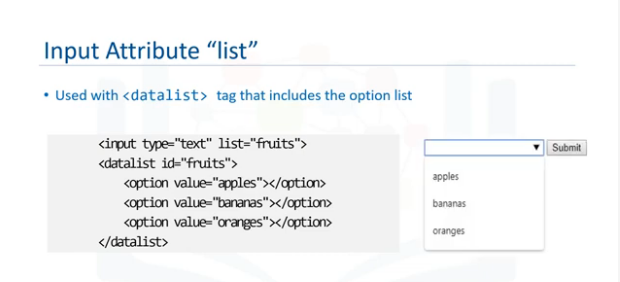 Input Attribute “list”
• Used with <datalist> tag that includes the option list
<input type="text" list="fruits">
<datalist id="fruits">
<option value="apples"></option>
<option value="bananas"></option>
<option value="oranges"></option>
</datalist>
Submit
apples
bananas
oranges